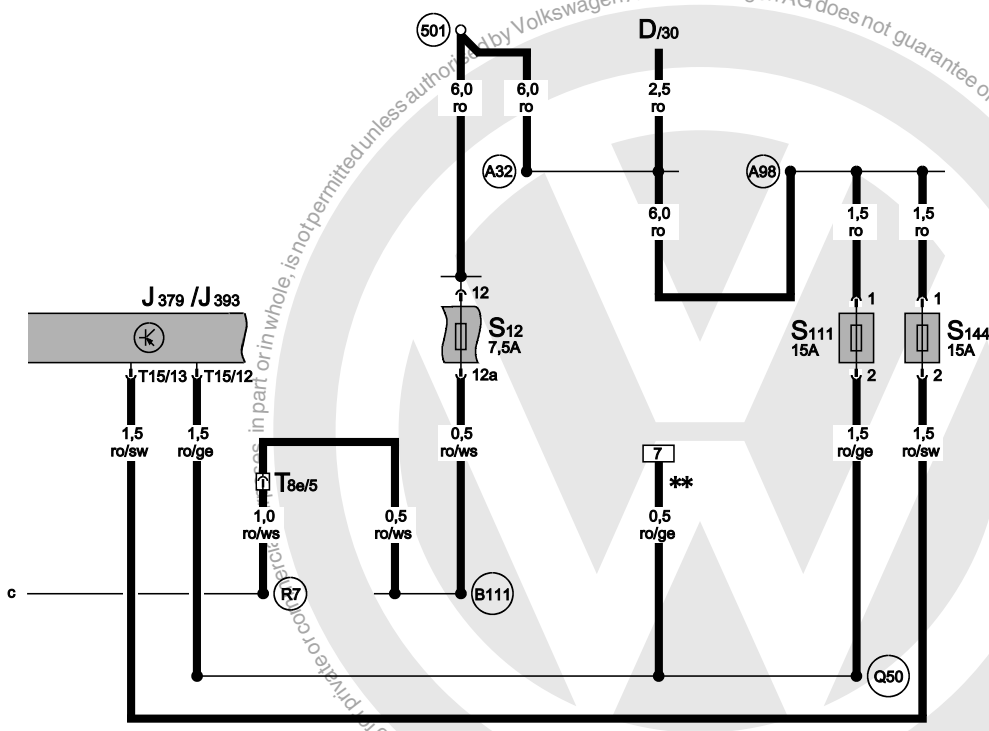 by Volkswagen
AG does not guarantee
unless authorised
is not permitted
in part or in whole,
for private or commercial purposes,
501
D/30
6,0
ro
6,0
ro
2,5
ro
A32
A98
6,0
ro
1,5
ro
1,5
ro
J 379 /J 393
12
1
1
S12
7,5A
S111
15A
S144
15A
T15/13
T15/12
12a
2
2
1,5
ro/sw
1,5
ro/ge
0,5
ro/ws
1,5
ro/ge
1,5
ro/sw
7
T8e/5
**
1,0
ro/ws
0,5
ro/ws
0,5
ro/ge
c
R7
B111
Q50